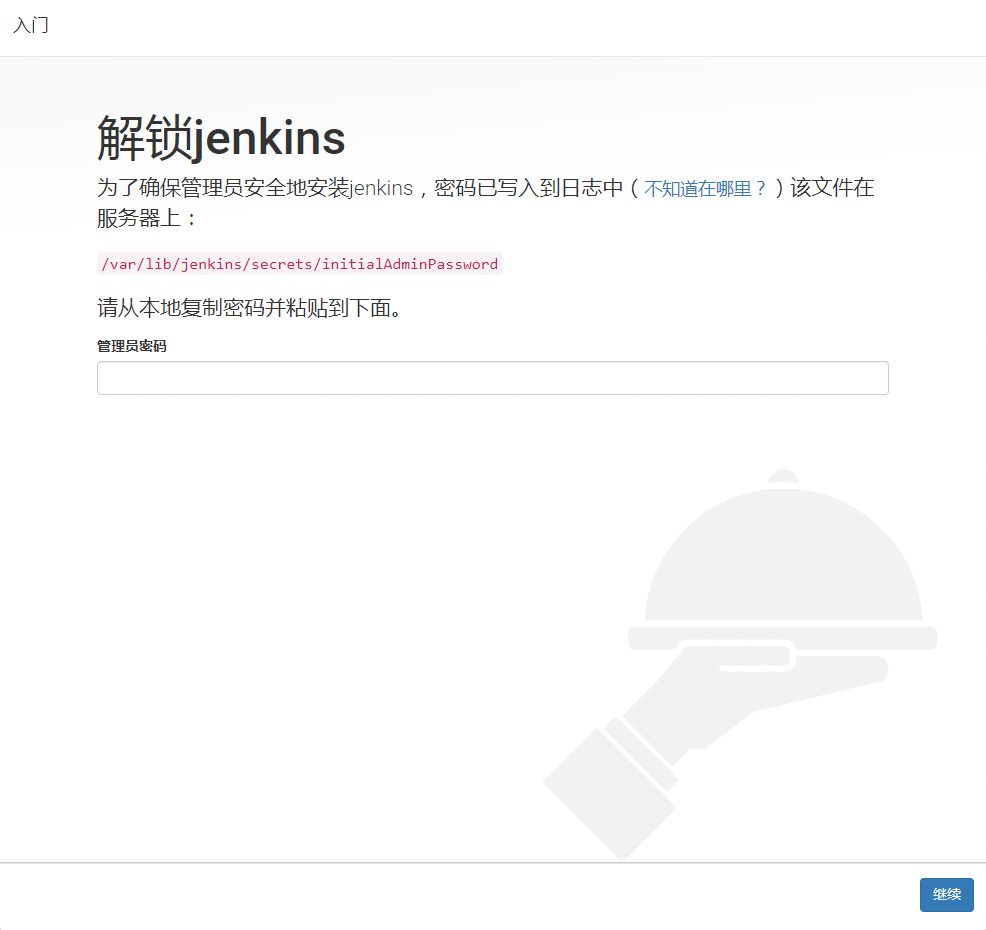 入门
解锁jenkins
为了确保管理员安全地安装jenkins，密码已写入到日志中（不知道在哪里？）该文件在
服务器上：
/var/lib/jenkins/secrets/initialAdminPassword
请从本地复制密码并粘贴到下面。
管理员密码
继续